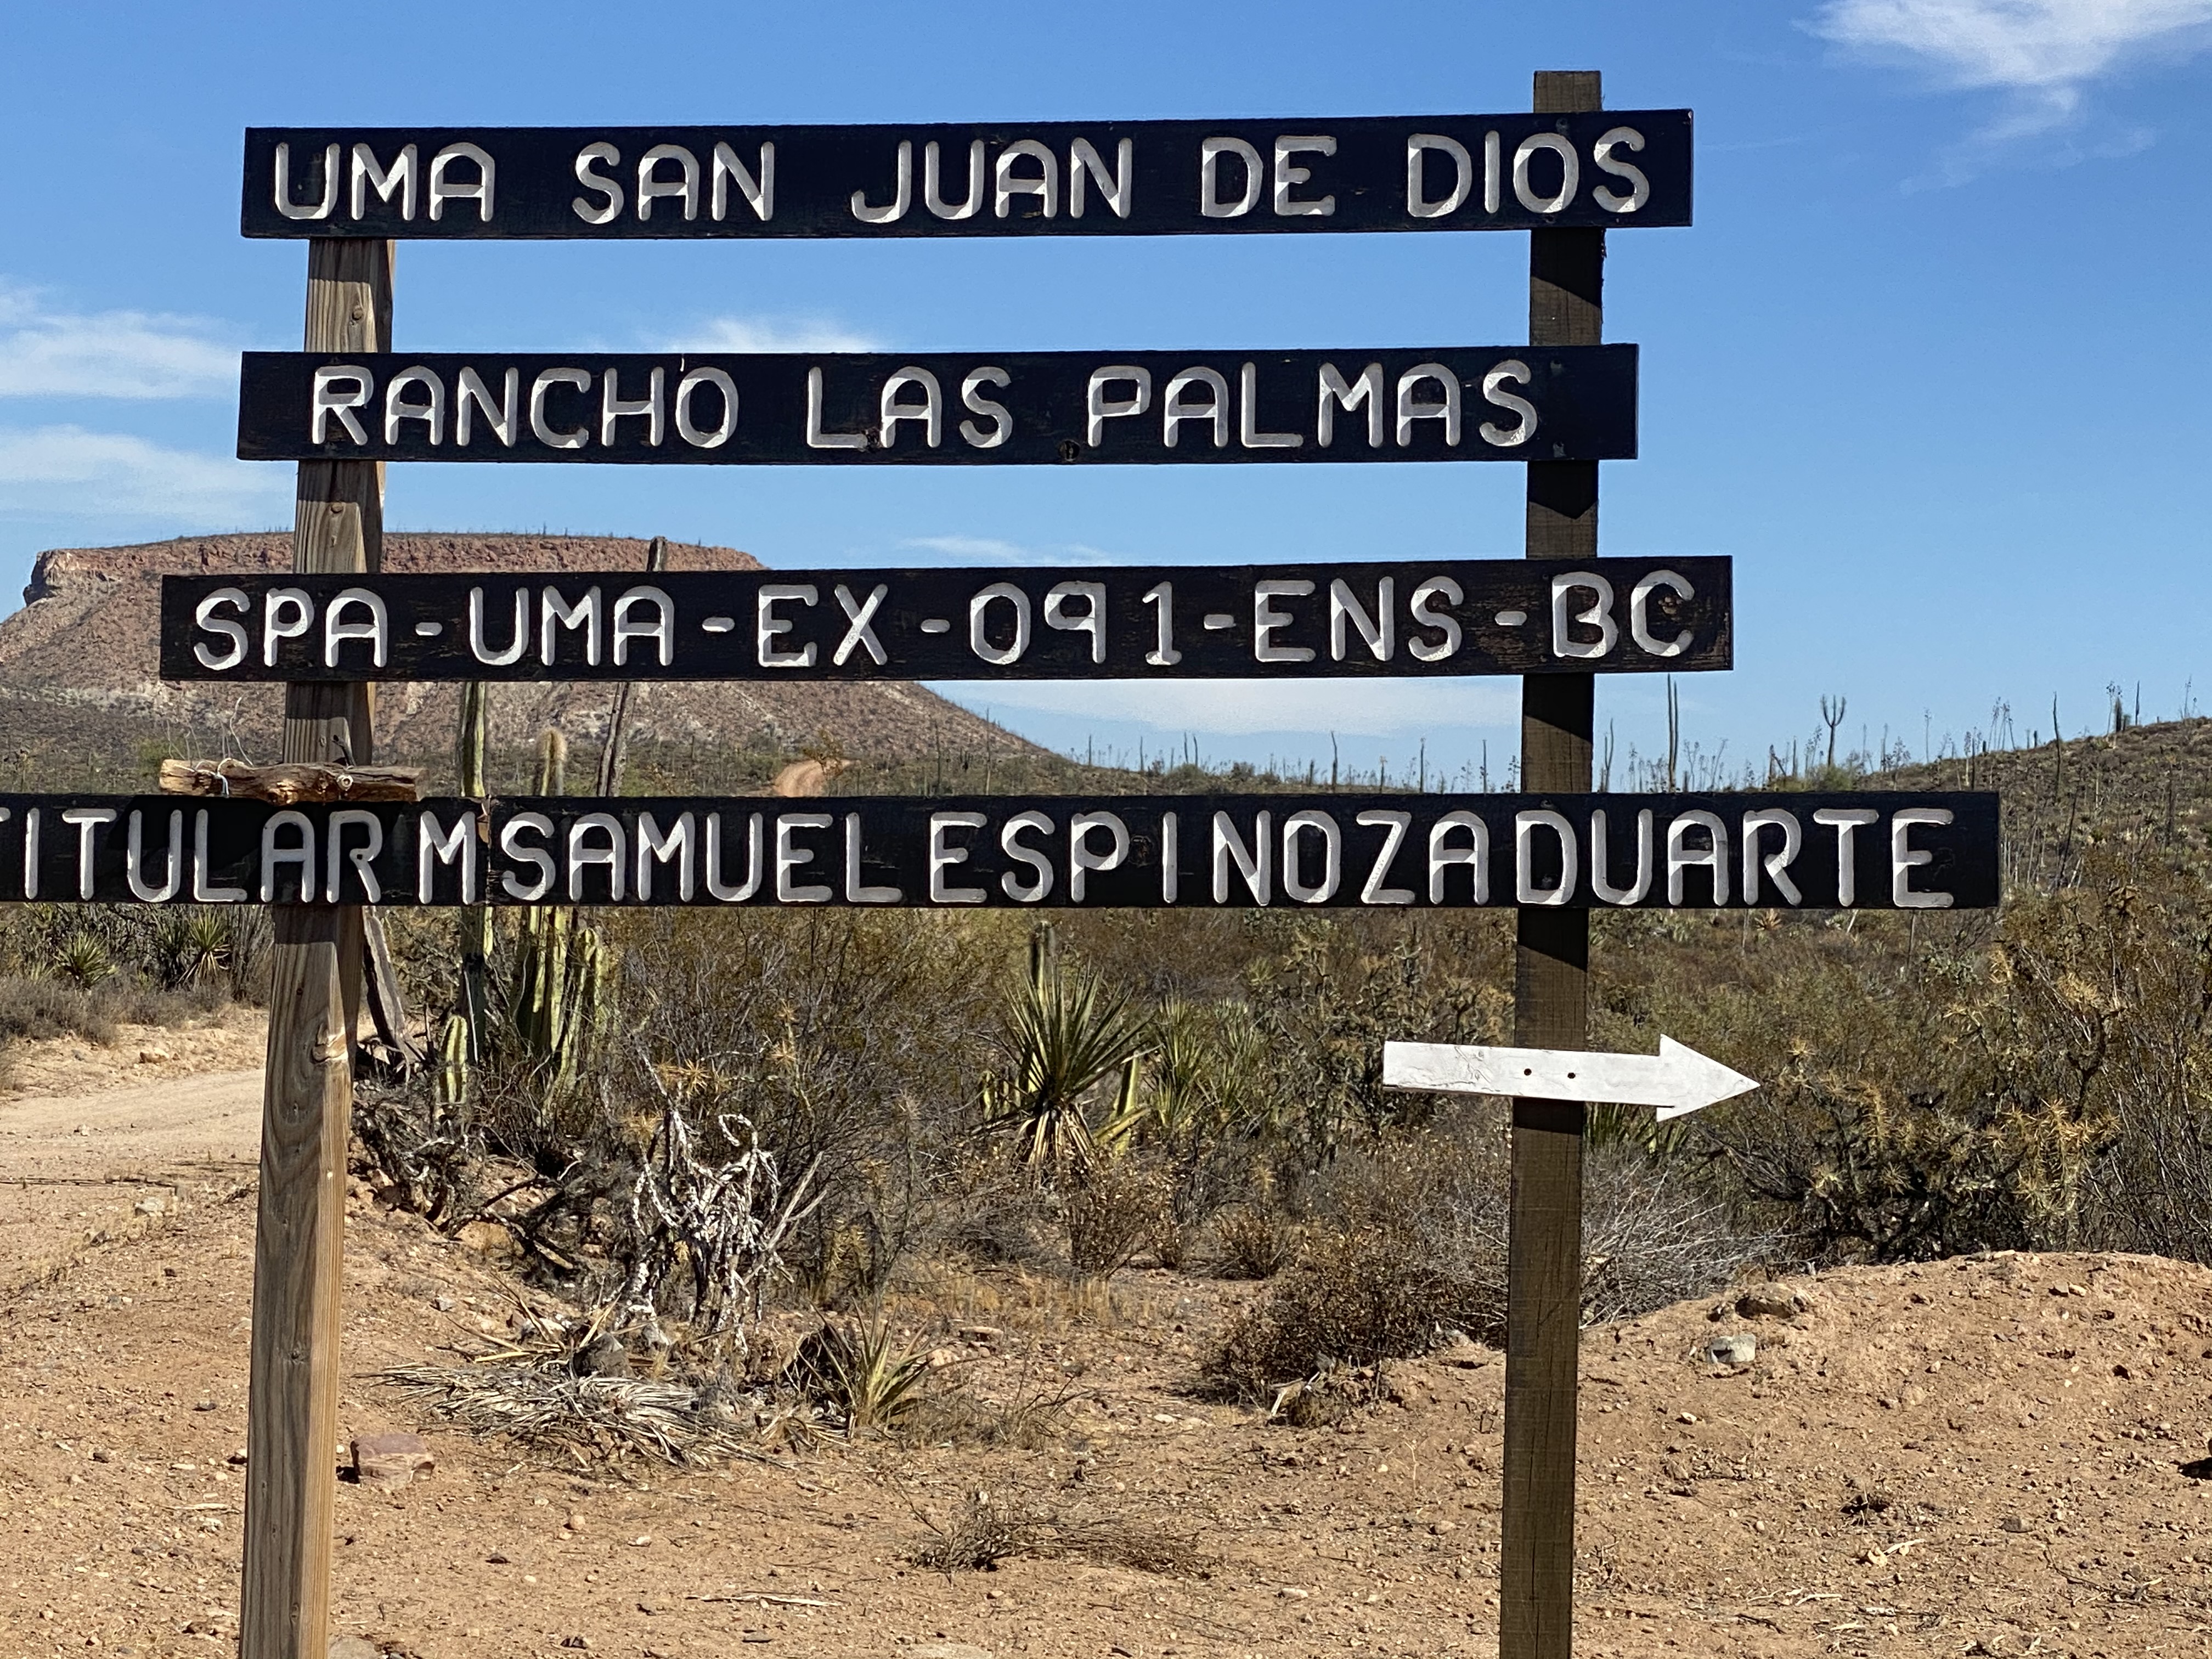 UMA SAN JUAN DE DIOS
RANCHO LAS PALMAS
SPA-UMA-EX-091-ENS-BC
TITULAR M SAMUEL ESPINOZA DUARTE